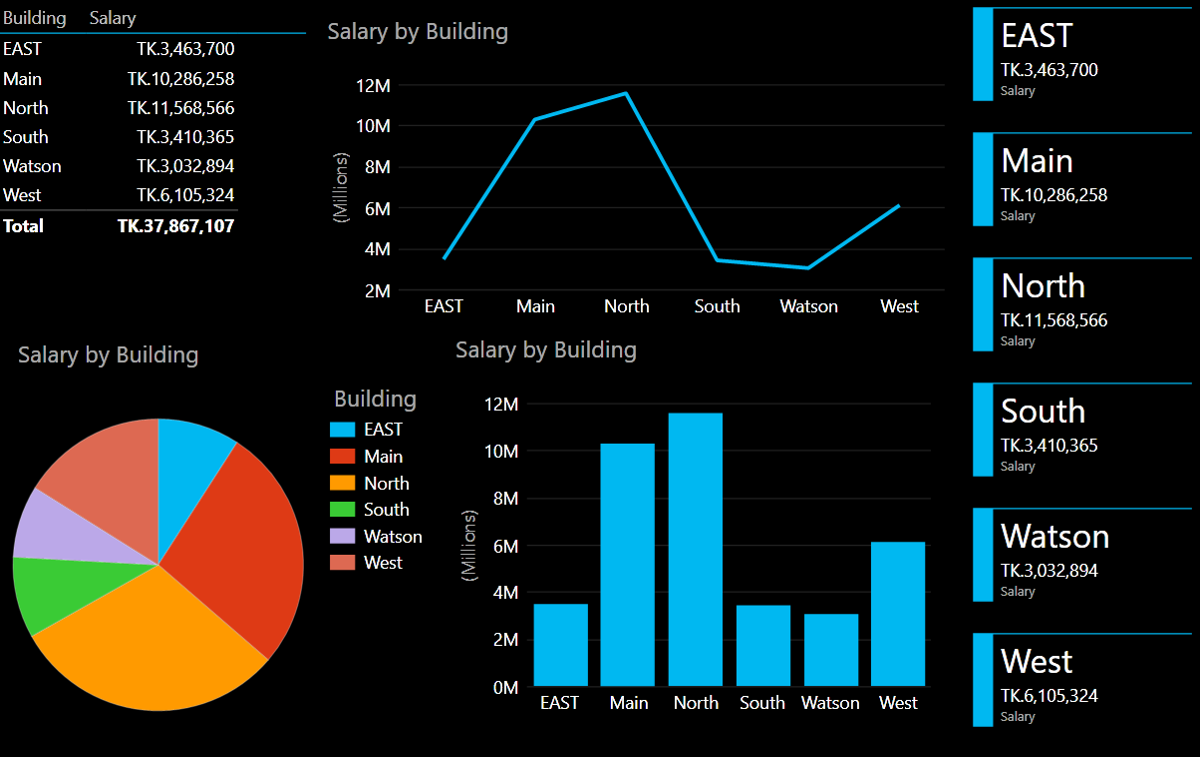 Building Salary
EAST TK.3,463,700
Main TK.10,286,258
North TK.11,568,566
South TK.3,410,365
Watson TK.3,032,894
West TK.6,105,324
Total TK.37,867,107
Salary by Building
(Millions)
12M
10M
8M
6M
4M
2M
EAST Main North South Watson West
Salary by Building
Building
EAST
Main
North
South
Watson
West
Salary by Building
(Millions)
12M
10M
8M
6M
4M
2M
0M
EAST Main North South Watson West
EAST
TK.3,463,700
Salary
Main
TK.10,286,258
Salary
North
TK.11,568,566
Salary
South
TK.3,410,365
Salary
Watson
TK.3,032,894
Salary
West
TK.6,105,324
Salary